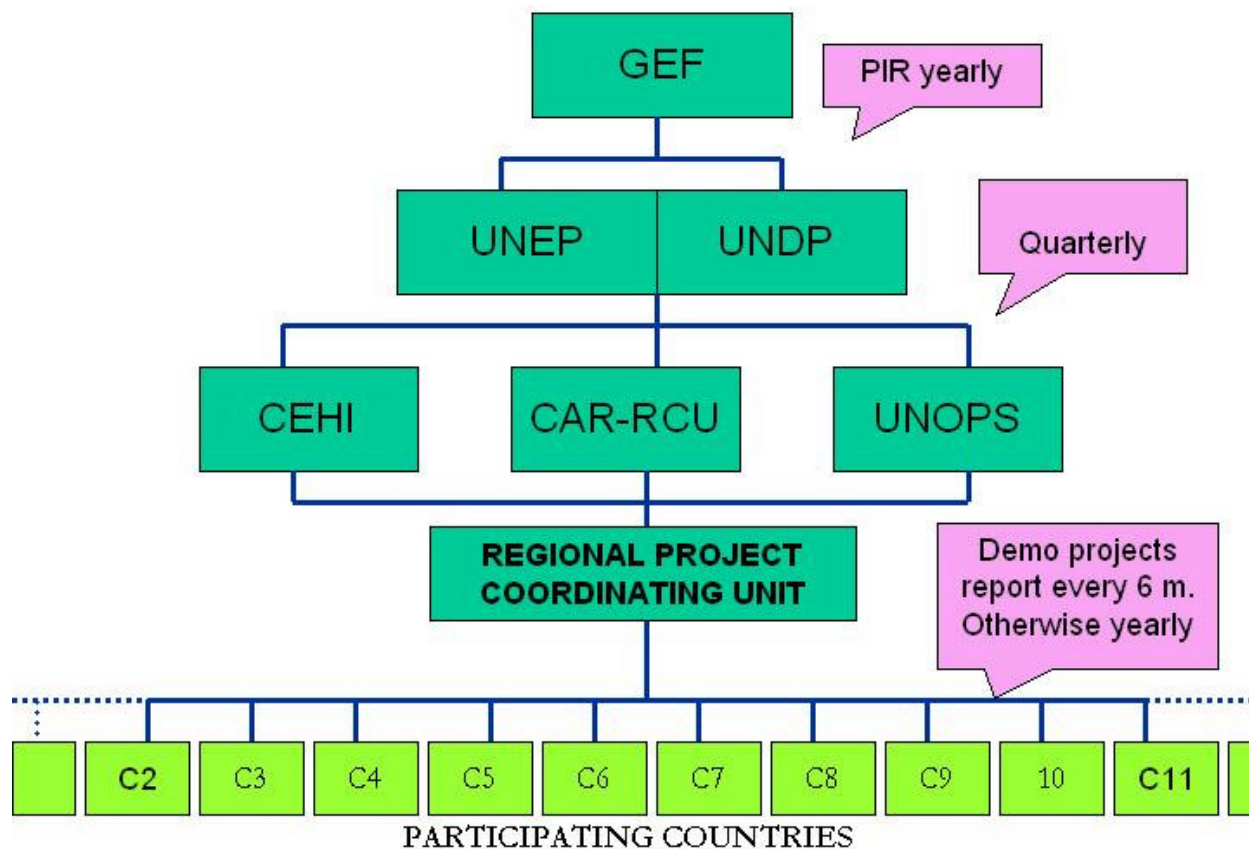 GEF
PIR yearly
UNEP
UNDP
Quarterly
CEHI
CAR-RCU
UNOPS
REGIONAL PROJECT
COORDINATING UNIT
Demo projects
report every 6 m.
Otherwise yearly
C2
C3
C4
C5
C6
C7
C8
C9
10
C11
PARTICIPATING COUNTRIES